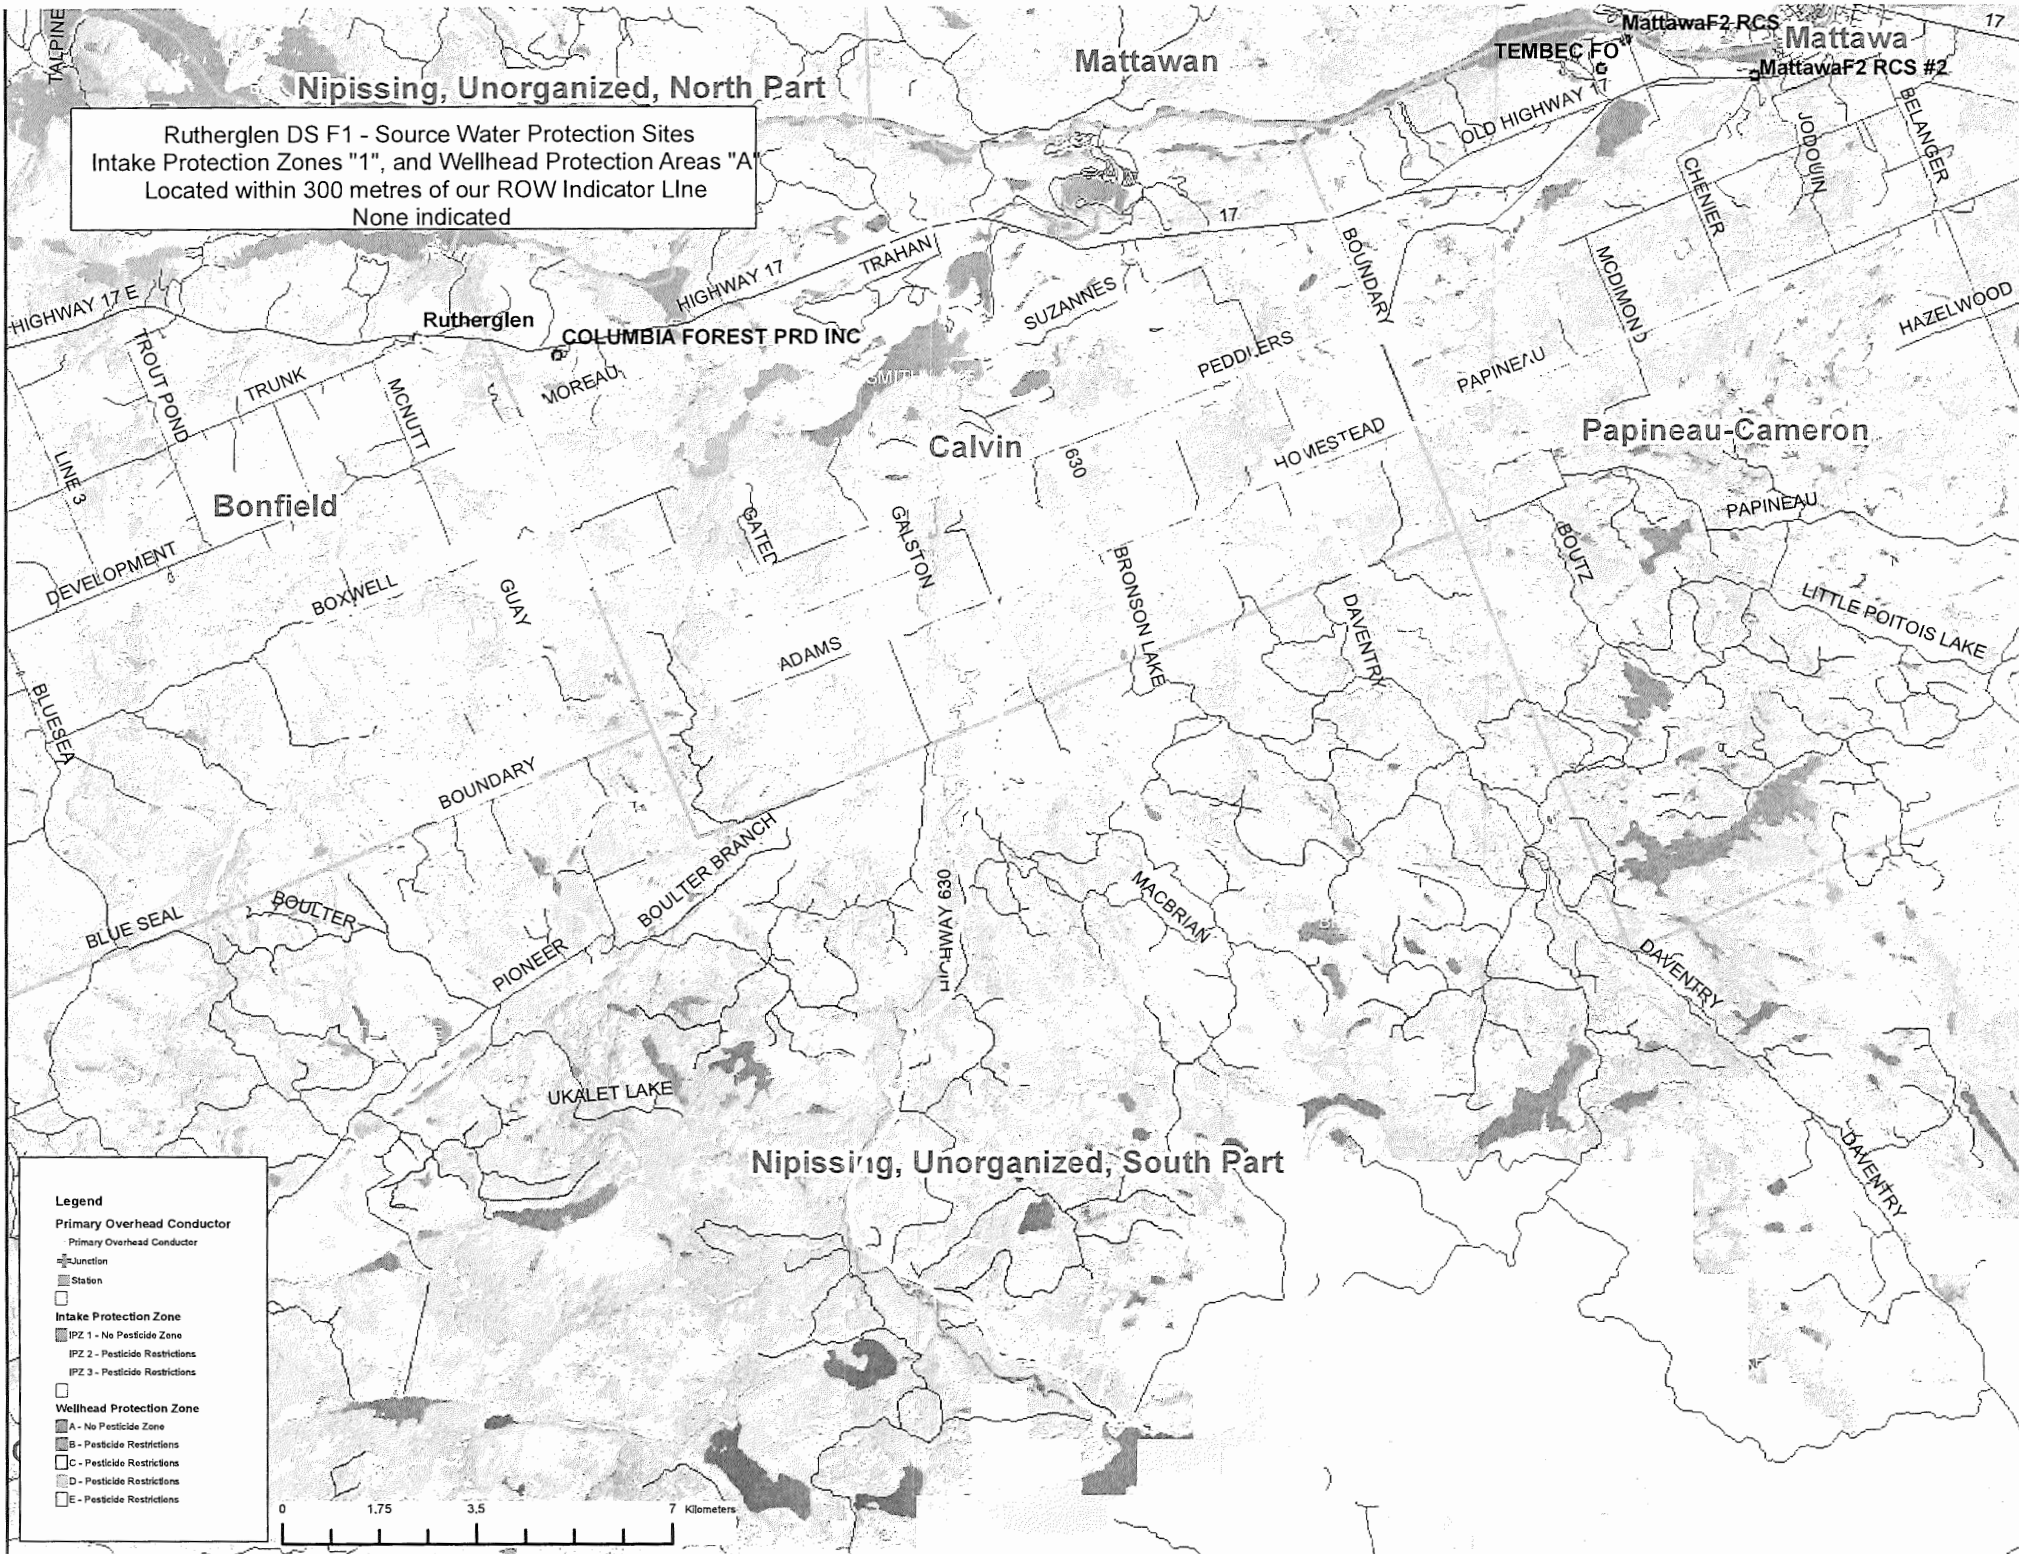 TALPINE
Nipissing, Unorganized, North Part
Mattawan
MattawaF2 RCS
TEMBEC FO
Mattawa
MattawaF2 RCS #2
17
Rutherglen DS F1 - Source Water Protection Sites
Intake Protection Zones "1", and Wellhead Protection Areas "A"
Located within 300 metres of our ROW Indicator LIne
None indicated
OLD HIGHWAY 17
BELANGER
JODOUIN
CHENIER
17
TRAHAN
HIGHWAY 17
BOUNDARY
MCDIMOND
HIGHWAY 17 E
Rutherglen
COLUMBIA FOREST PRD INC
SUZANNES
HAZELWOOD
TROUT POND
TRUNK
MCNUTT
MOREAU
PEDDLERS
PAPINEAU
LINE 3
Bonfield
Calvin
630
HOMESTEAD
Papineau-Cameron
GATED
GALSTON
PAPINEAU
BOUTZ
DEVELOPMENT
BOXWELL
GUAY
BRONSON LAKE
DAVENTRY
LITTLE POITOIS LAKE
ADAMS
BLUESEA
BOUNDARY
BOULTER BRANCH
HIGHWAY 630
MACBRIAN
BLUE SEAL
BOULTER
PIONEER
DAVENTRY
UKALET LAKE
DAVENTRY
Nipissing, Unorganized, South Part
Legend
Primary Overhead Conductor
Primary Overhead Conductor
Junction
Station
Intake Protection Zone
IPZ 1 - No Pesticide Zone
IPZ 2 - Pesticide Restrictions
IPZ 3 - Pesticide Restrictions
Wellhead Protection Zone
A - No Pesticide Zone
B - Pesticide Restrictions
C - Pesticide Restrictions
D - Pesticide Restrictions
E - Pesticide Restrictions
0 1.75 3.5 7 Kilometers